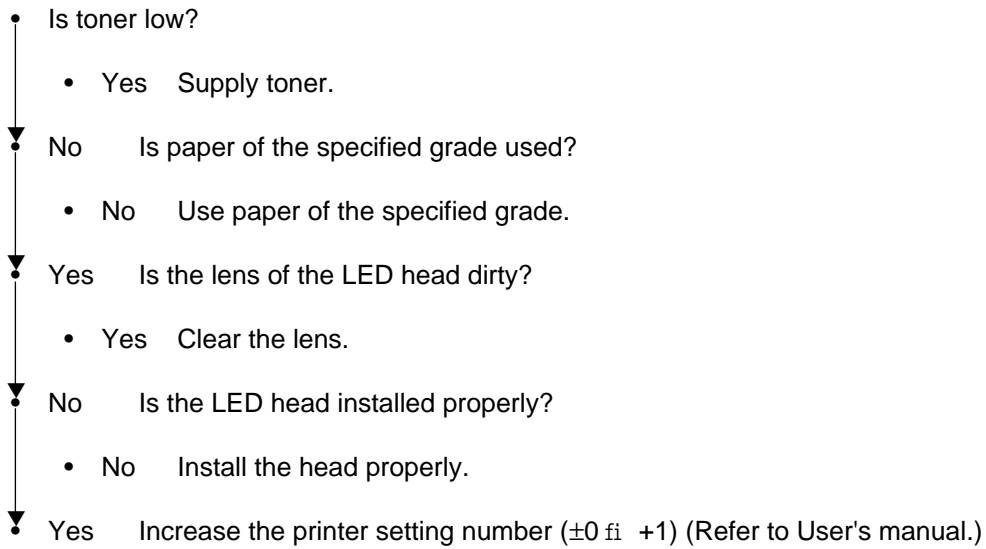 • Is toner low?
• Yes Supply toner.
• No Is paper of the specified grade used?
• No Use paper of the specified grade.
• Yes Is the lens of the LED head dirty?
• Yes Clear the lens.
• No Is the LED head installed properly?
• No Install the head properly.
• Yes Increase the printer setting number (±0 fi +1) (Refer to User's manual.)